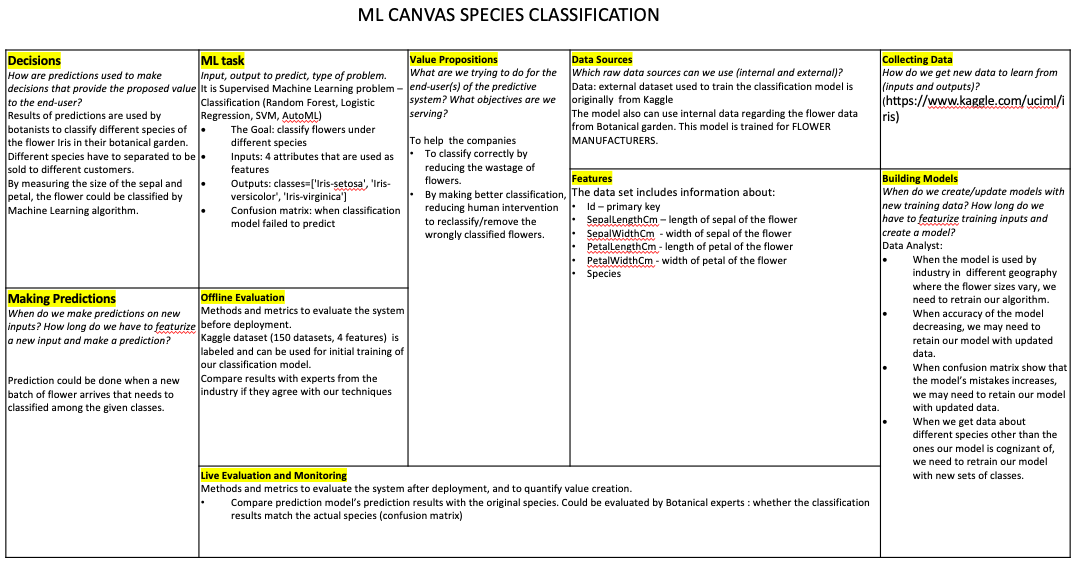 ML CANVAS SPECIES CLASSIFICATION
Decisions
How are predictions used to make
decisions that provide the proposed value
to the end-user?
Results of predictions are used by
botanists to classify different species of
the flower Iris in their botanical garden.
Different species have to separated to be
sold to different customers.
By measuring the size of the sepal and
petal, the flower could be classified by
Machine Learning algorithm.
ML task
Input, output to predict, type of problem.
It is Supervised Machine Learning problem –
Classification (Random Forest, Logistic
Regression, SVM, AutoML)
• The Goal: classify flowers under
different species
• Inputs: 4 attributes that are used as
features
• Outputs: classes=['Iris-setosa', 'Iris-
versicolor', 'Iris-virginica']
• Confusion matrix: when classification
model failed to predict
Value Propositions
What are we trying to do for the
end-user(s) of the predictive
system? What objectives are we
serving?
To help the companies
• To classify correctly by
reducing the wastage of
flowers.
• By making better classification,
reducing human intervention
to reclassify/remove the
wrongly classified flowers.
Data Sources
Which raw data sources can we use (internal and external)?
Data: external dataset used to train the classification model is
originally from Kaggle
The model also can use internal data regarding the flower data
from Botanical garden. This model is trained for FLOWER
MANUFACTURERS.
Collecting Data
How do we get new data to learn from
(inputs and outputs)?
(https://www.kaggle.com/uciml/i
ris)
Features
The data set includes information about:
• Id – primary key
• SepalLengthCm – length of sepal of the flower
• SepalWidthCm - width of sepal of the flower
• PetalLengthCm - length of petal of the flower
• PetalWidthCm - width of petal of the flower
• Species
Building Models
When do we create/update models with
new training data? How long do we
have to featurize training inputs and
create a model?
Data Analyst:
• When the model is used by
industry in different geography
where the flower sizes vary, we
need to retrain our algorithm.
• When accuracy of the model
decreasing, we may need to
retain our model with updated
data.
• When confusion matrix show that
the model's mistakes increases,
we may need to retain our model
with updated data.
• When we get data about
different species other than the
ones our model is cognizant of,
we need to retrain our model
with new sets of classes.
Making Predictions
When do we make predictions on new
inputs? How long do we have to featurize
a new input and make a prediction?
Prediction could be done when a new
batch of flower arrives that needs to
classified among the given classes.
Offline Evaluation
Methods and metrics to evaluate the system
before deployment.
Kaggle dataset (150 datasets, 4 features) is
labeled and can be used for initial training of
our classification model.
Compare results with experts from the
industry if they agree with our techniques
Live Evaluation and Monitoring
Methods and metrics to evaluate the system after deployment, and to quantify value creation.
• Compare prediction model's prediction results with the original species. Could be evaluated by Botanical experts : whether the classification
results match the actual species (confusion matrix)